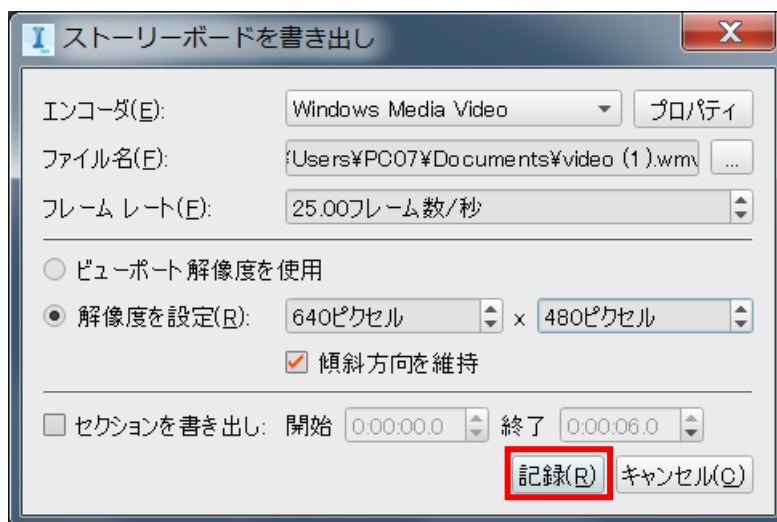 ストーリーボードを書き出し
エンコーダ(E): Windows Media Video プロパティ
ファイル名(F): Users¥PC07¥Documents¥video (1).wmv ...
フレーム レート(F): 25.00フレーム数/秒
ビューポート解像度を使用
解像度を設定(R): 640ピクセル x 480ピクセル
傾斜方向を維持
セクションを書き出し: 開始 0:00:00.0 終了 0:00:06.0
記録(R) キャンセル(C)